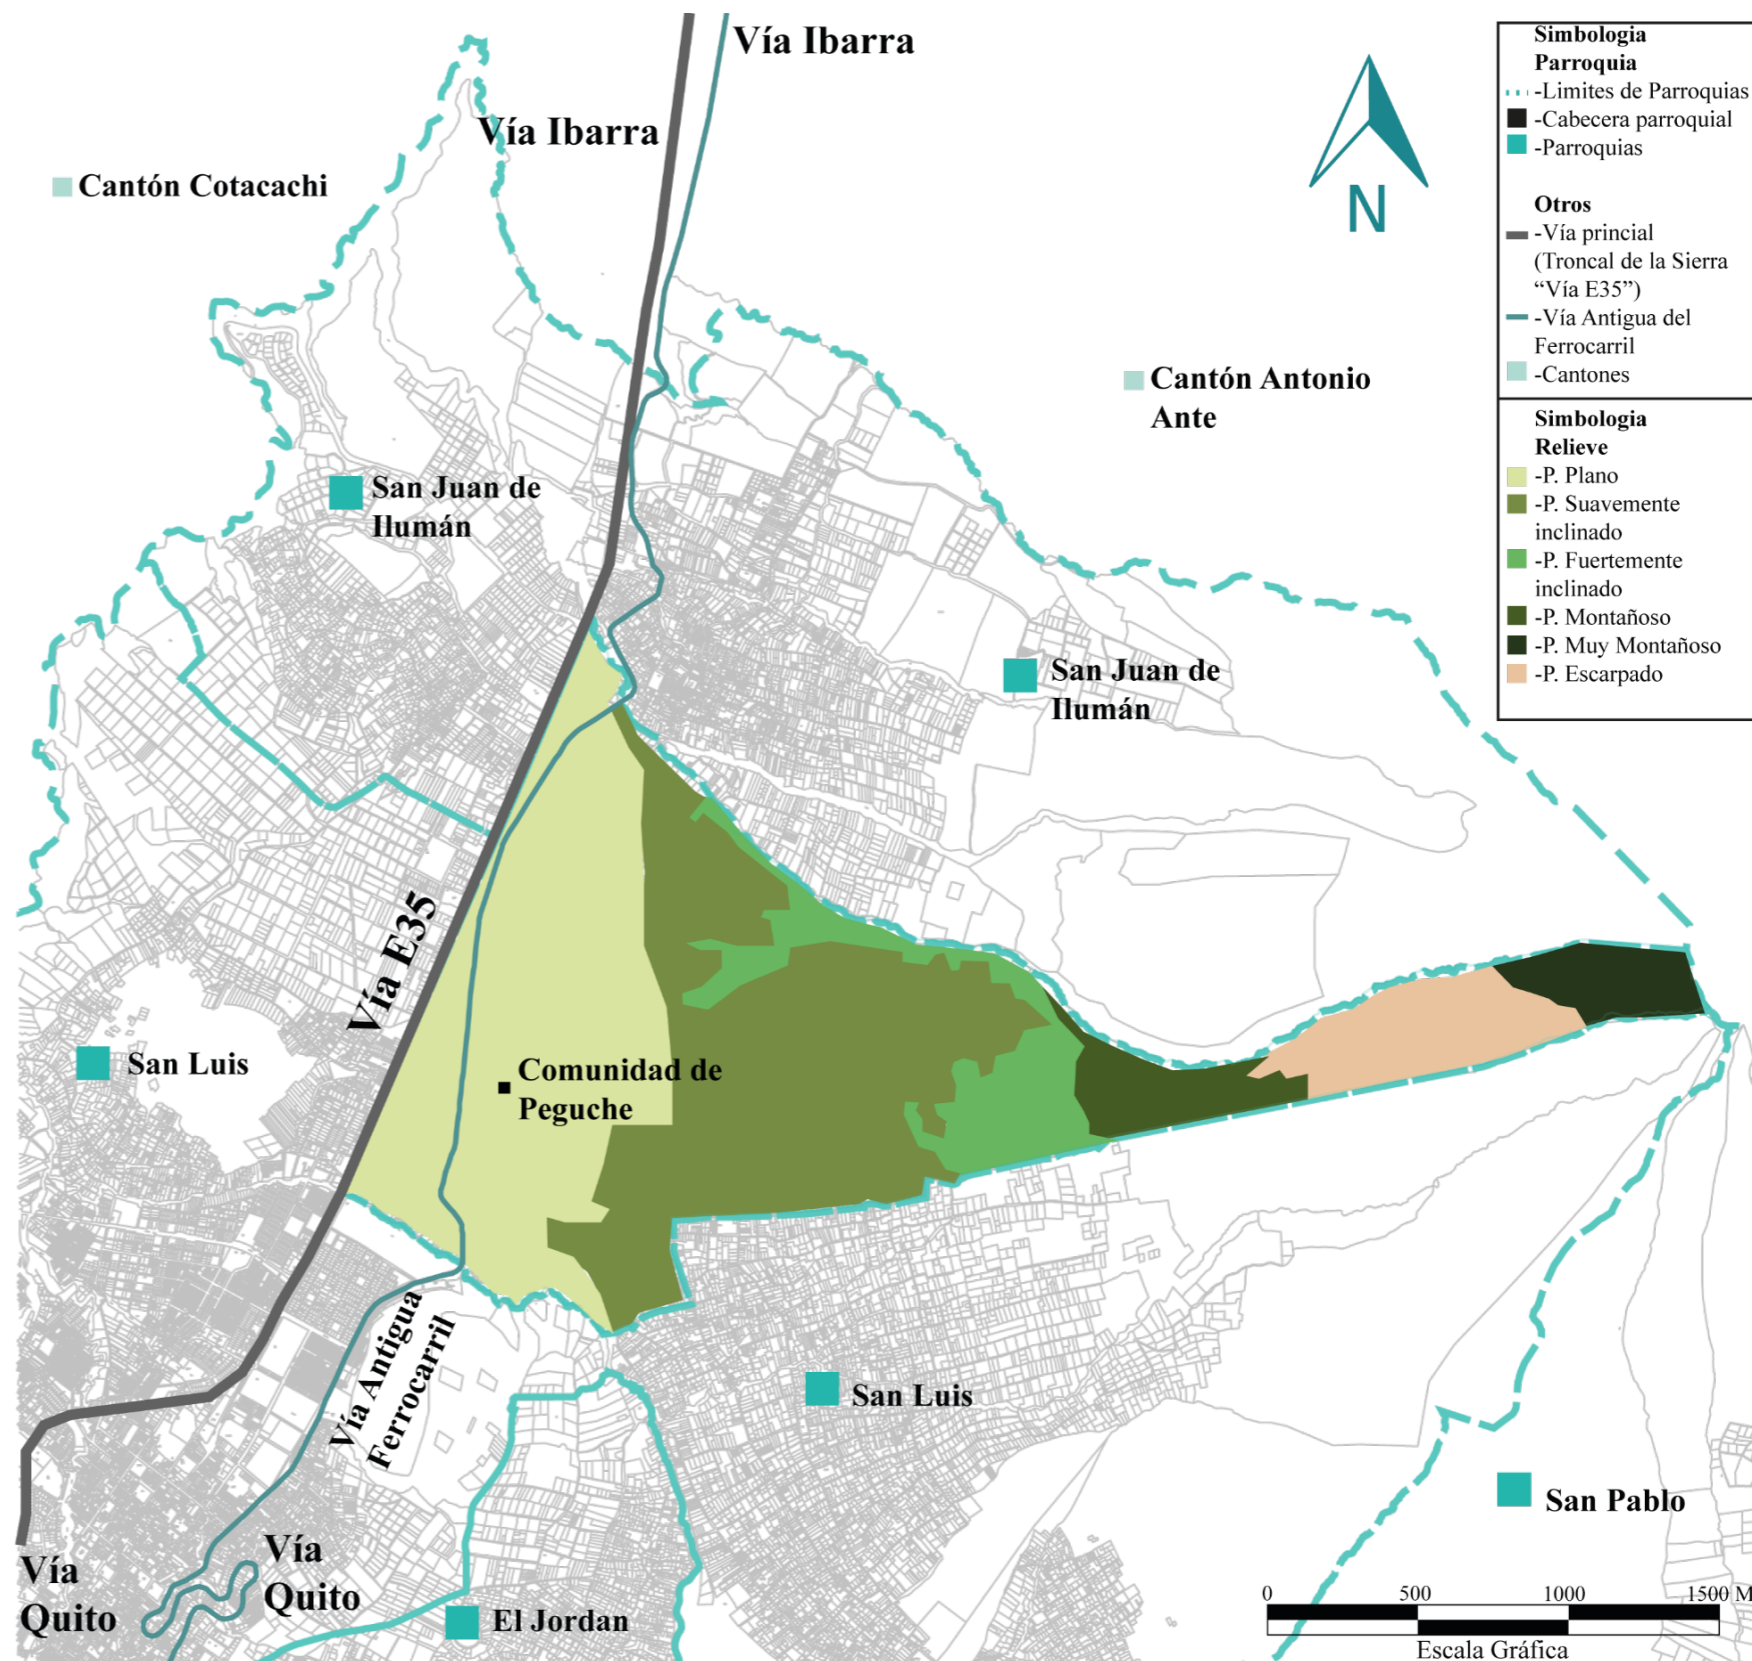 Vía Ibarra
Vía Ibarra
Cantón Cotacachi
Cantón Antonio
Ante
San Juan de
Ilumán
San Juan de
Ilumán
Vía E35
San Luis
Comunidad de
Peguche
Vía Antigua
Ferrocarril
San Luis
San Pablo
Vía
Quito
Vía
Quito
El Jordan
N
Simbologia
Parroquia
-Limites de Parroquias
-Cabecera parroquial
-Parroquias
Otros
-Vía princial
(Troncal de la Sierra
“Vía E35”)
-Vía Antigua del
Ferrocarril
-Cantones
Simbologia
Relieve
-P. Plano
-P. Suavemente
inclinado
-P. Fuertemente
inclinado
-P. Montañoso
-P. Muy Montañoso
-P. Escarpado
0 500 1000 1500 M
Escala Gráfica